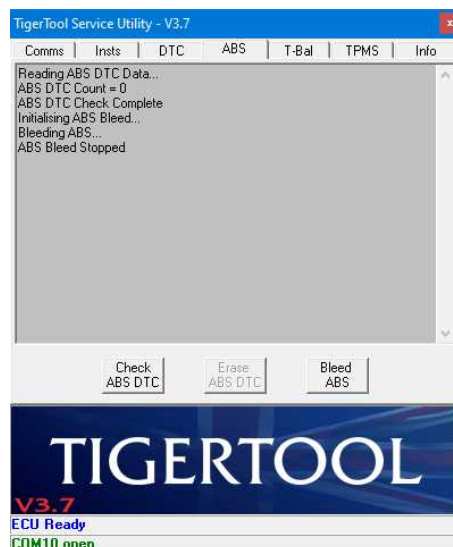 TigerTool Service Utility - V3.7
x
Comms Insts DTC ABS T-Bal TPMS Info
Reading ABS DTC Data...
ABS DTC Count = 0
ABS DTC Check Complete
Initialising ABS Bleed...
Bleeding ABS...
ABS Bleed Stopped
Check ABS DTC
Erase ABS DTC
Bleed ABS
TIGERTOOL
V3.7
ECU Ready
COM10 open